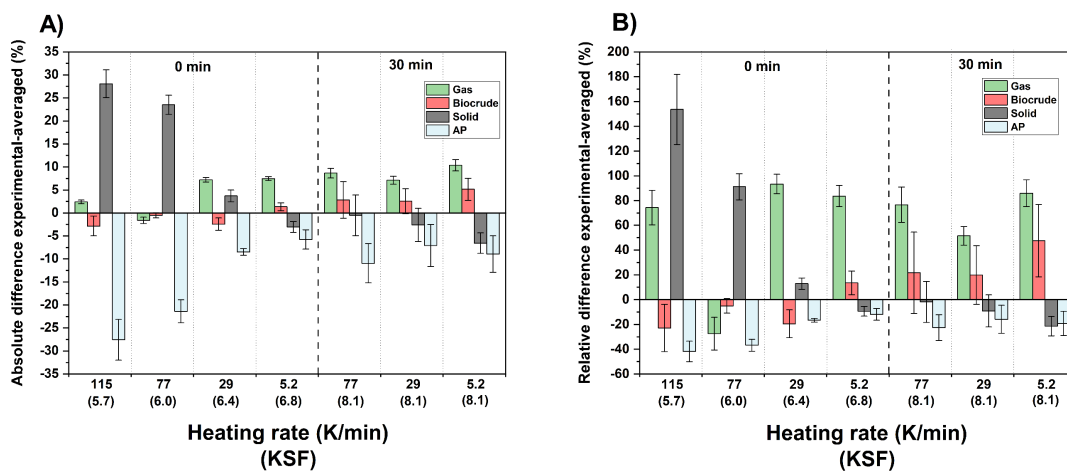 A)
Absolute difference experimental-averaged (%)
35
30
25
20
15
10
5
0
-5
-10
-15
-20
-25
-30
-35
0 min
30 min
Gas
Biocrude
Solid
AP
115 77 29 5.2 77 29 5.2
(5.7) (6.0) (6.4) (6.8) (8.1) (8.1) (8.1)
Heating rate (K/min)
(KSF)
B)
Relative difference experimental-averaged (%)
200
180
160
140
120
100
80
60
40
20
0
-20
-40
-60
0 min
30 min
Gas
Biocrude
Solid
AP
115 77 29 5.2 77 29 5.2
(5.7) (6.0) (6.4) (6.8) (8.1) (8.1) (8.1)
Heating rate (K/min)
(KSF)